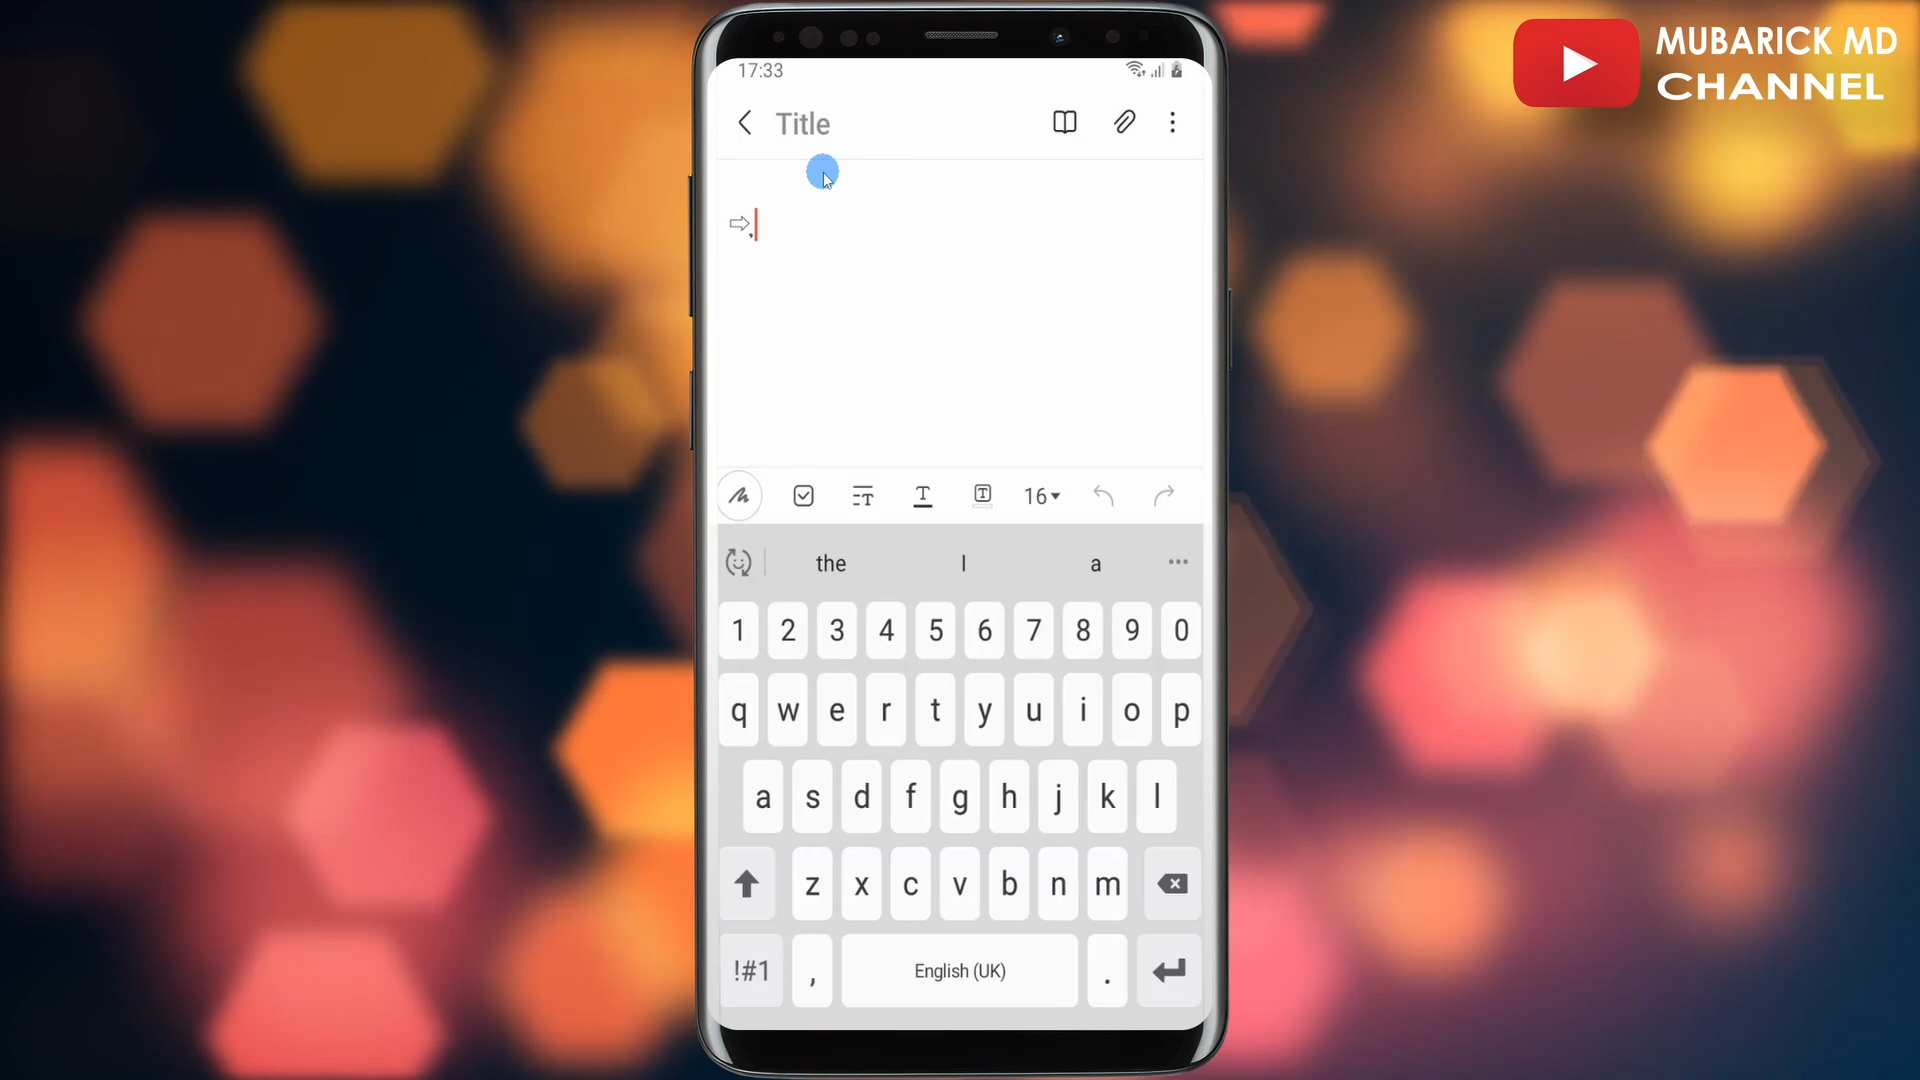 MUBARICK MD
CHANNEL
17:33
Title
⇨,
16
the I a
1 2 3 4 5 6 7 8 9 0
q w e r t y u i o p
a s d f g h j k l
z x c v b n m
!#1 , English (UK) .